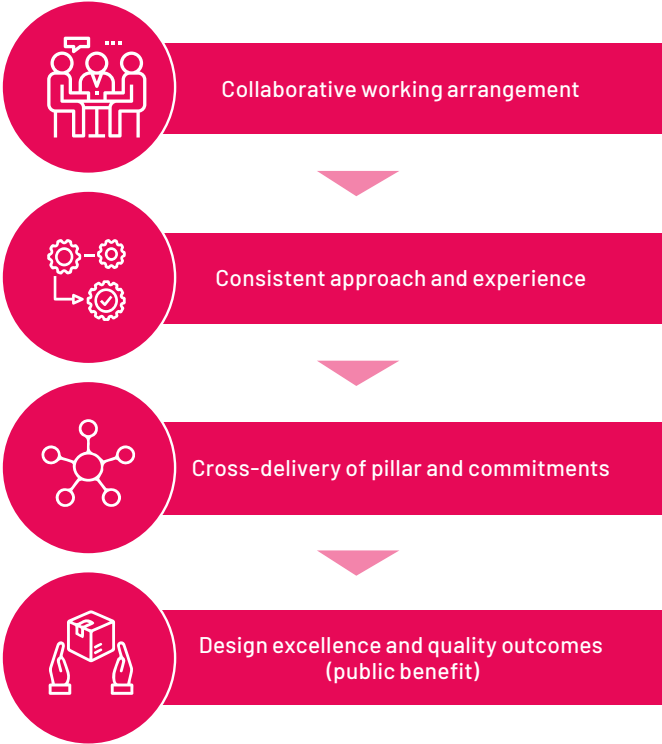 Collaborative working arrangement
Consistent approach and experience
Cross-delivery of pillar and commitments
Design excellence and quality outcomes
(public benefit)